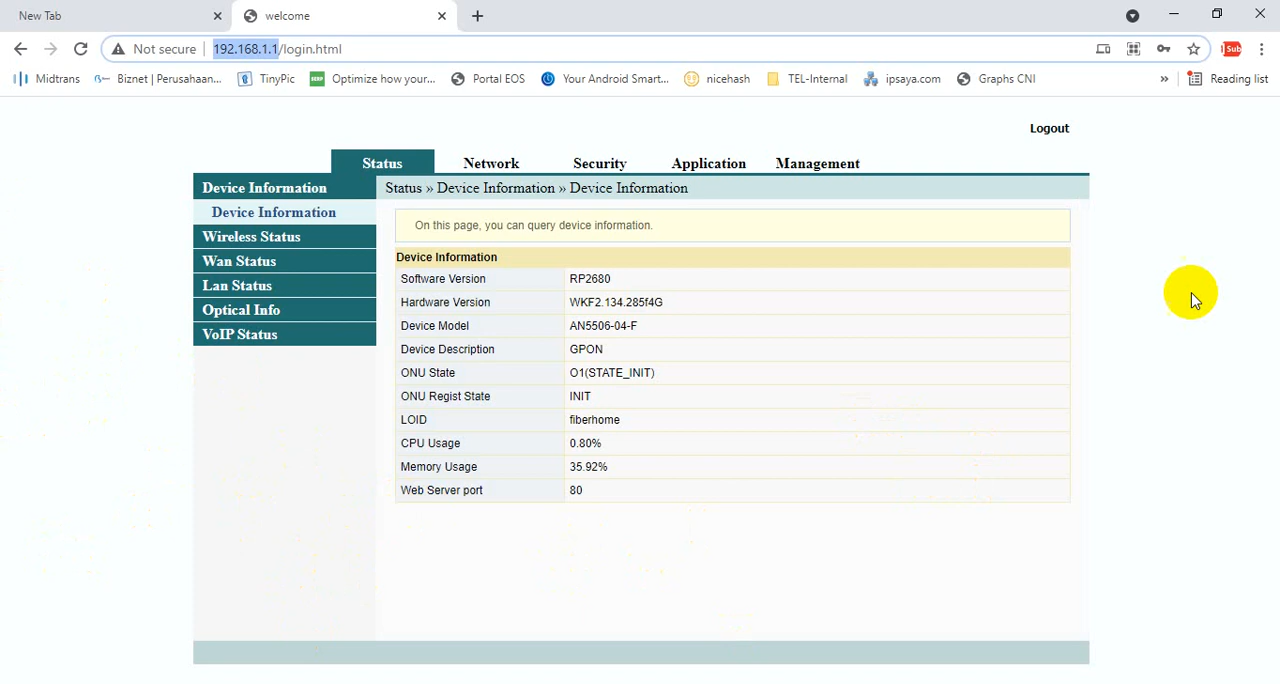 New Tab
welcome
Not secure 192.168.1.1/login.html
Midtrans Biznet | Perusahaan... TinyPic Optimize how your... Portal EOS Your Android Smart... nicehash TEL-Internal ipsaya.com Graphs CNI » Reading list
Logout
Status Network Security Application Management
Device Information
Status » Device Information » Device Information
Device Information
Wireless Status
Wan Status
Lan Status
Optical Info
VoIP Status
On this page, you can query device information.
Device Information
Software Version RP2680
Hardware Version WKF2.134.285f4G
Device Model AN5506-04-F
Device Description GPON
ONU State O1(STATE_INIT)
ONU Regist State INIT
LOID fiberhome
CPU Usage 0.80%
Memory Usage 35.92%
Web Server port 80